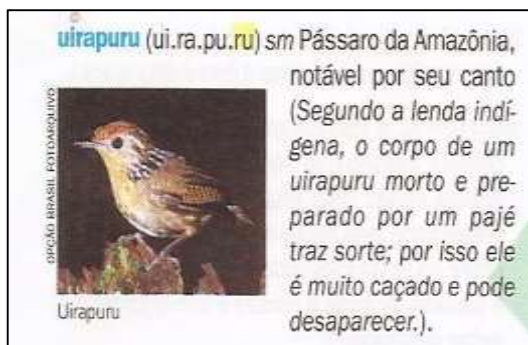 uirapuru (ui.ra.pu.ru) sm Pássaro da Amazônia,
notável por seu canto
(Segundo a lenda indí-
gena, o corpo de um
uirapuru morto e pre-
parado por um pajé
traz sorte; por isso ele
é muito caçado e pode
desaparecer.).
OPÇÃO BRASIL FOTOARQUIVO
Uirapuru